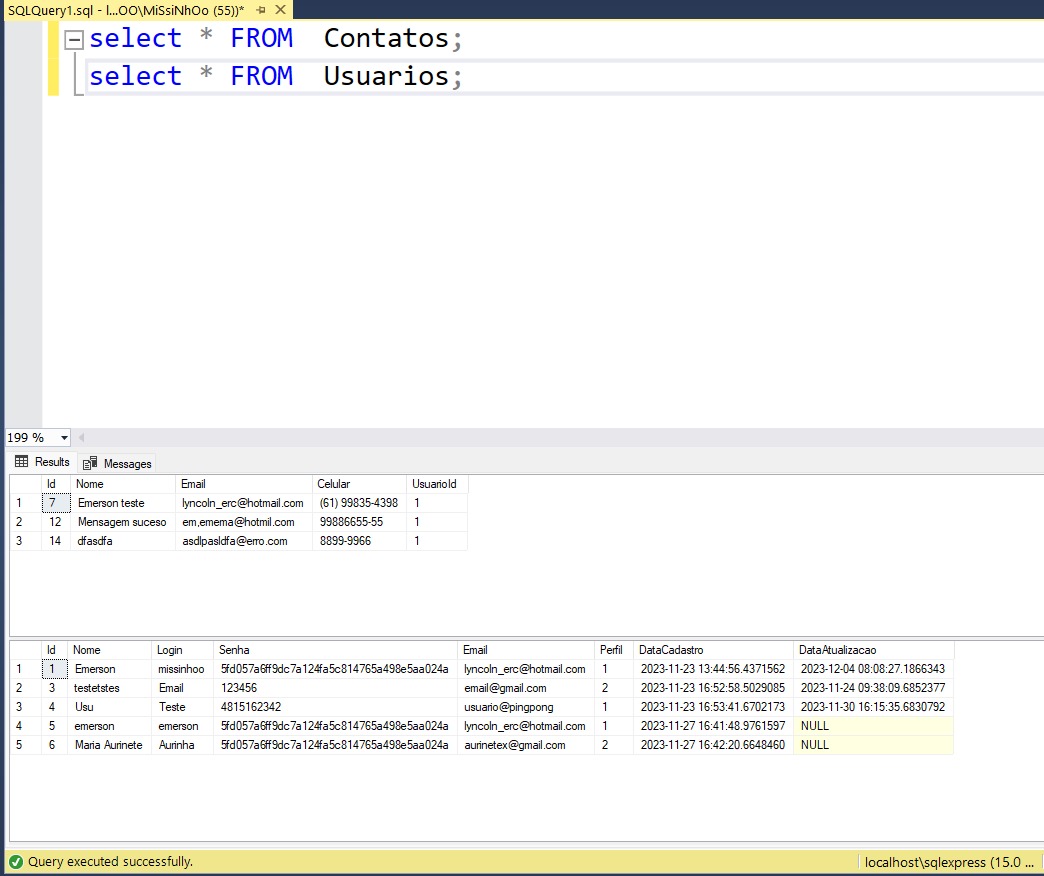 SQLQuery1.sql - l...OO\MiSsiNhOo (55))*
select * FROM Contatos;
select * FROM Usuarios;
199 %
Results Messages
Id Nome Email Celular UsuarioId
1 7 Emerson teste lyncoln_erc@hotmail.com (61) 99835-4398 1
2 12 Mensagem suceso em,emema@hotmil.com 99886655-55 1
3 14 dfasdfa asdlpasldfa@erro.com 8899-9966 1
Id Nome Login Senha Email Perfil DataCadastro DataAtualizacao
1 1 Emerson missinhoo 5fd057a6ff9dc7a124fa5c814765a498e5aa024a lyncoln_erc@hotmail.com 1 2023-11-23 13:44:56.4371562 2023-12-04 08:08:27.1866343
2 3 testetstes Email 123456 email@gmail.com 2 2023-11-23 16:52:58.5029085 2023-11-24 09:38:09.6852377
3 4 Usu Teste 4815162342 usuario@pingpong 1 2023-11-23 16:53:41.6702173 2023-11-30 16:15:35.6830792
4 5 emerson emerson 5fd057a6ff9dc7a124fa5c814765a498e5aa024a lyncoln_erc@hotmail.com 1 2023-11-27 16:41:48.9761597 NULL
5 6 Maria Aurinete Aurinha 5fd057a6ff9dc7a124fa5c814765a498e5aa024a aurinetex@gmail.com 2 2023-11-27 16:42:20.6648460 NULL
Query executed successfully. localhost\sqlexpress (15.0 ...